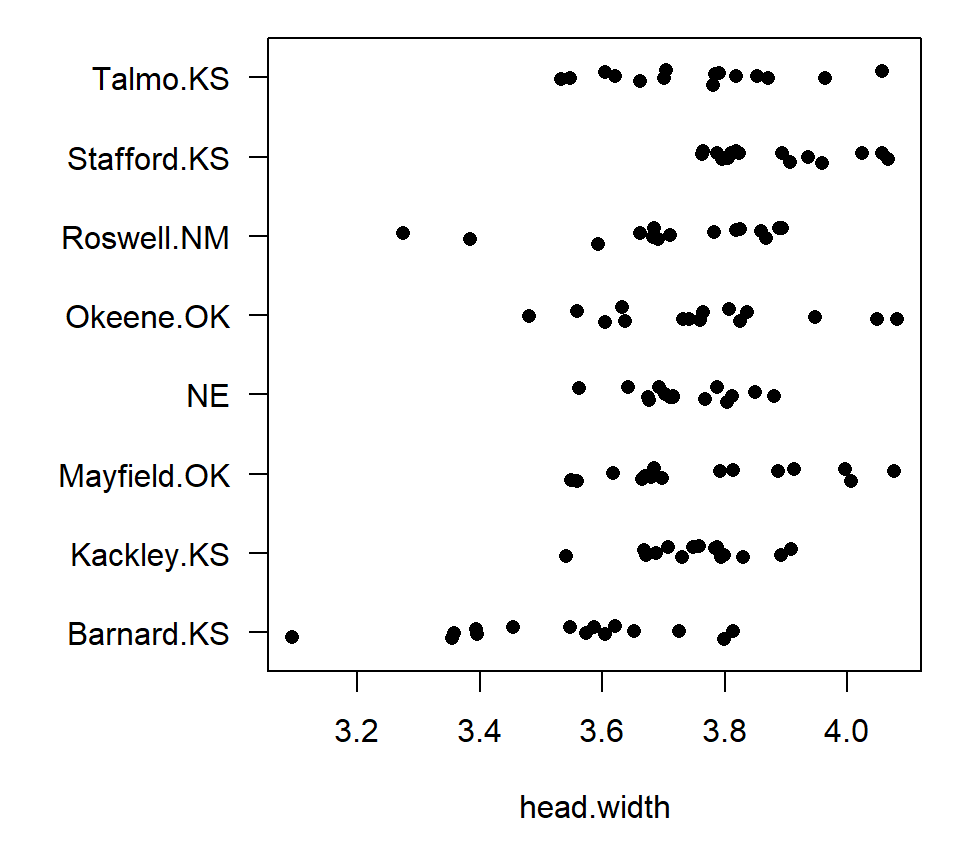 Talmo.KS
Stafford.KS
Roswell.NM
Okeene.OK
NE
Mayfield.OK
Kackley.KS
Barnard.KS
3.2 3.4 3.6 3.8 4.0
head.width